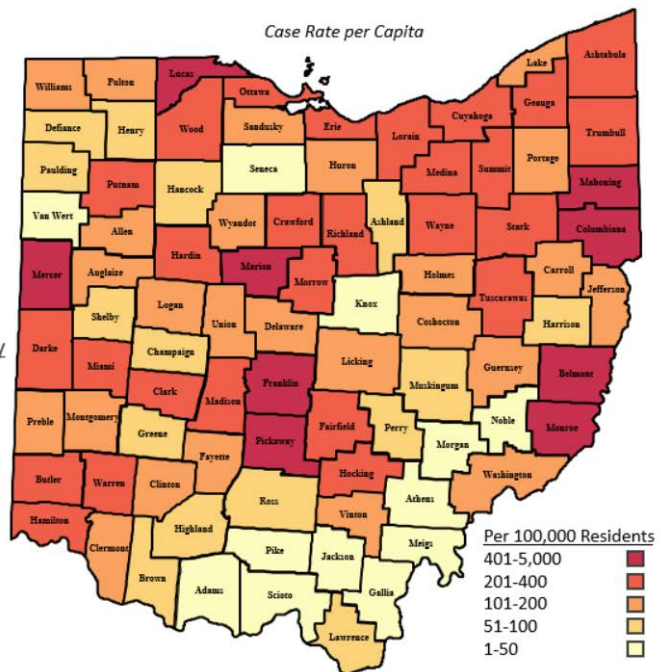 Case Rate per Capita
Williams
Fulton
Lucas
Ottawa
Lake
Ashtabula
Geauga
Cuyahoga
Defiance
Henry
Wood
Sandusky
Erie
Lorain
Trumbull
Paulding
Putnam
Hancock
Seneca
Huron
Medina
Summit
Portage
Mahoning
Van Wert
Allen
Wyandot
Crawford
Richland
Ashland
Wayne
Stark
Columbiana
Mercer
Auglaize
Hardin
Marion
Morrow
Knox
Holmes
Tuscarawas
Carroll
Jefferson
Shelby
Logan
Union
Delaware
Coshocton
Harrison
Darke
Miami
Champaign
Clark
Madison
Franklin
Licking
Muskingum
Guernsey
Belmont
Preble
Montgomery
Greene
Fayette
Pickaway
Fairfield
Perry
Morgan
Noble
Monroe
Butler
Warren
Clinton
Ross
Hocking
Athens
Washington
Hamilton
Clermont
Highland
Vinton
Meigs
Brown
Adams
Pike
Jackson
Scioto
Gallia
Lawrence
Per 100,000 Residents
401-5,000
201-400
101-200
51-100
1-50